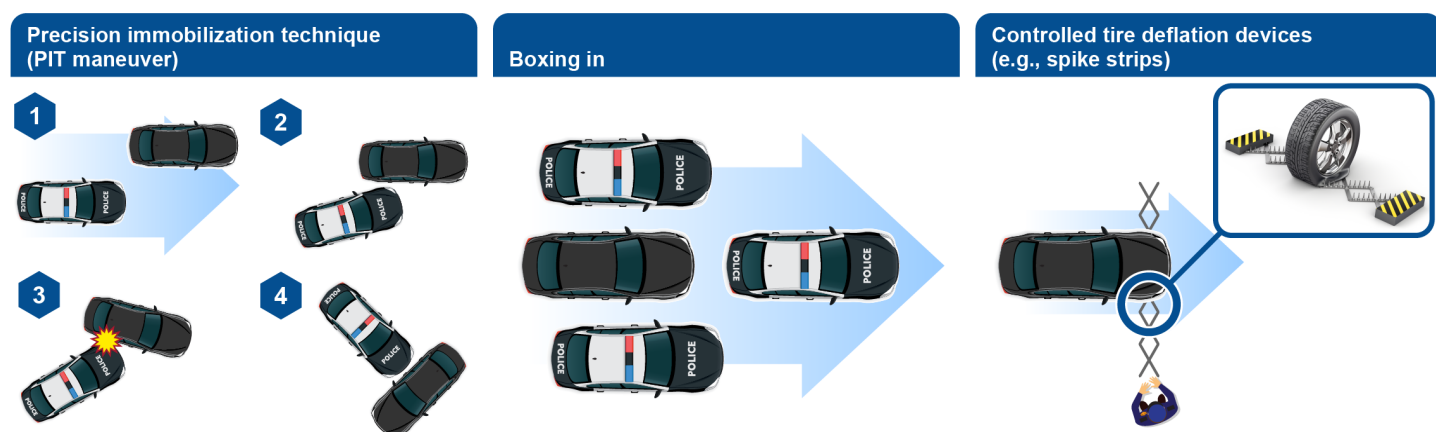 Precision immobilization technique
(PIT maneuver)
1
2
POLICE
POLICE
POLICE
POLICE
3
4
POLICE
POLICE
POLICE
POLICE
Boxing in
POLICE
POLICE
POLICE
POLICE
POLICE
POLICE
Controlled tire deflation devices
(e.g., spike strips)